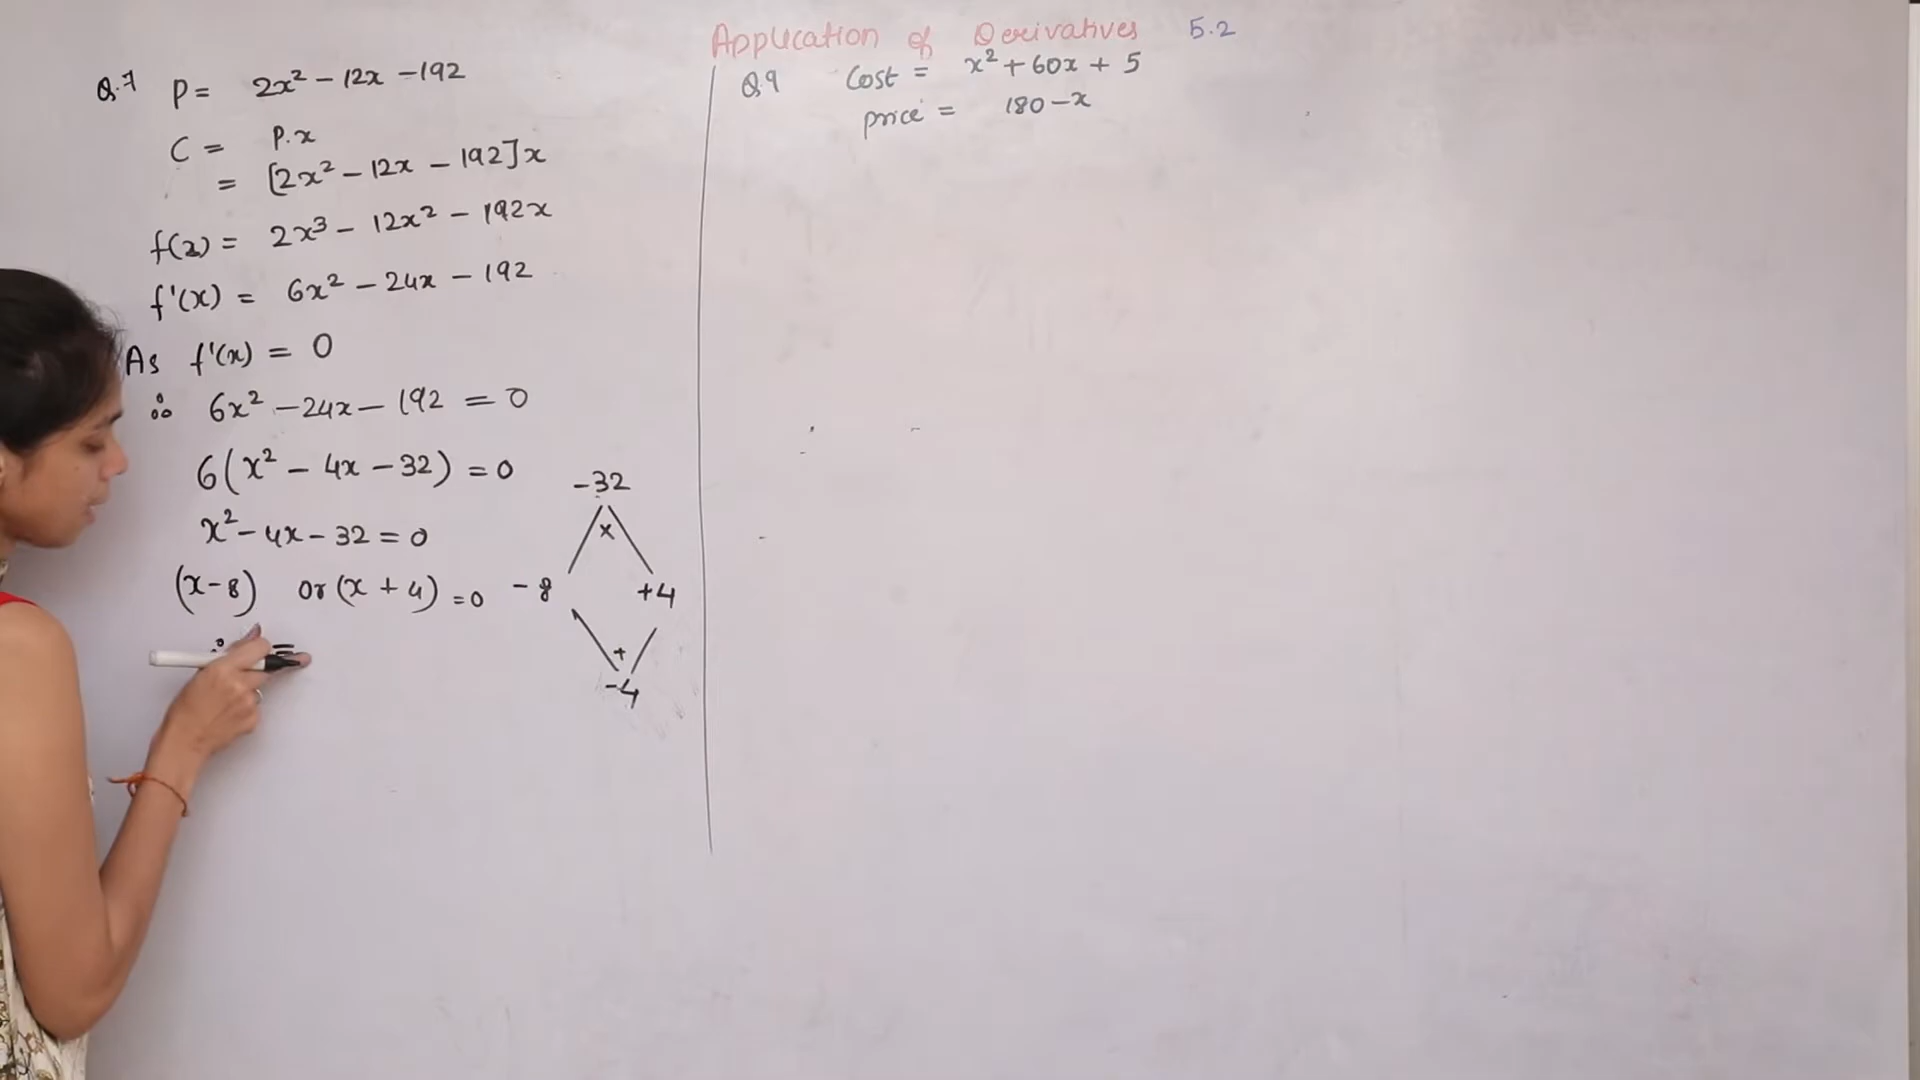 Application of Derivatives 5.2
Q.7 P = 2x² - 12x - 192
C = P.x
= [2x² - 12x - 192]x
f(x) = 2x³ - 12x² - 192x
f'(x) = 6x² - 24x - 192
As f'(x) = 0
∴ 6x² - 24x - 192 = 0
6(x² - 4x - 32) = 0
x² - 4x - 32 = 0
(x-8) or (x + 4) = 0
=
-32
x
-8 +4
+
-4
Q.9 Cost = x² + 60x + 5
price = 180 - x